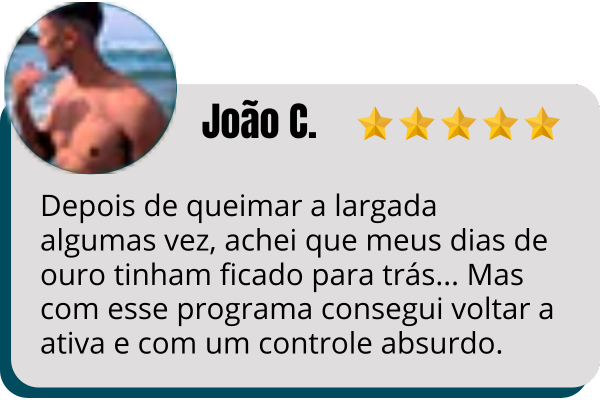 João C.
Depois de queimar a largada
algumas vez, achei que meus dias de
ouro tinham ficado para trás... Mas
com esse programa consegui voltar a
ativa e com um controle absurdo.